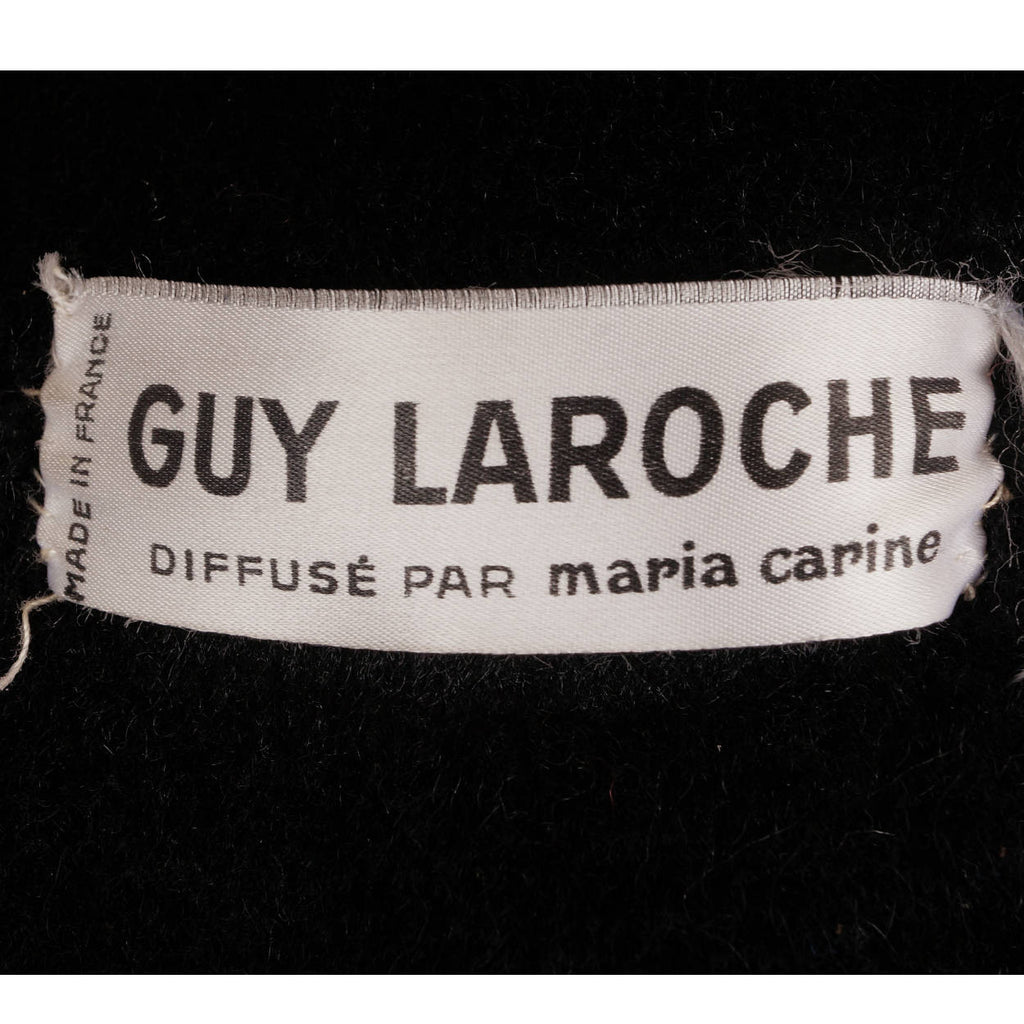 MADE IN FRANCE
GUY LAROCHE
DIFFUSÉ PAR maria carine